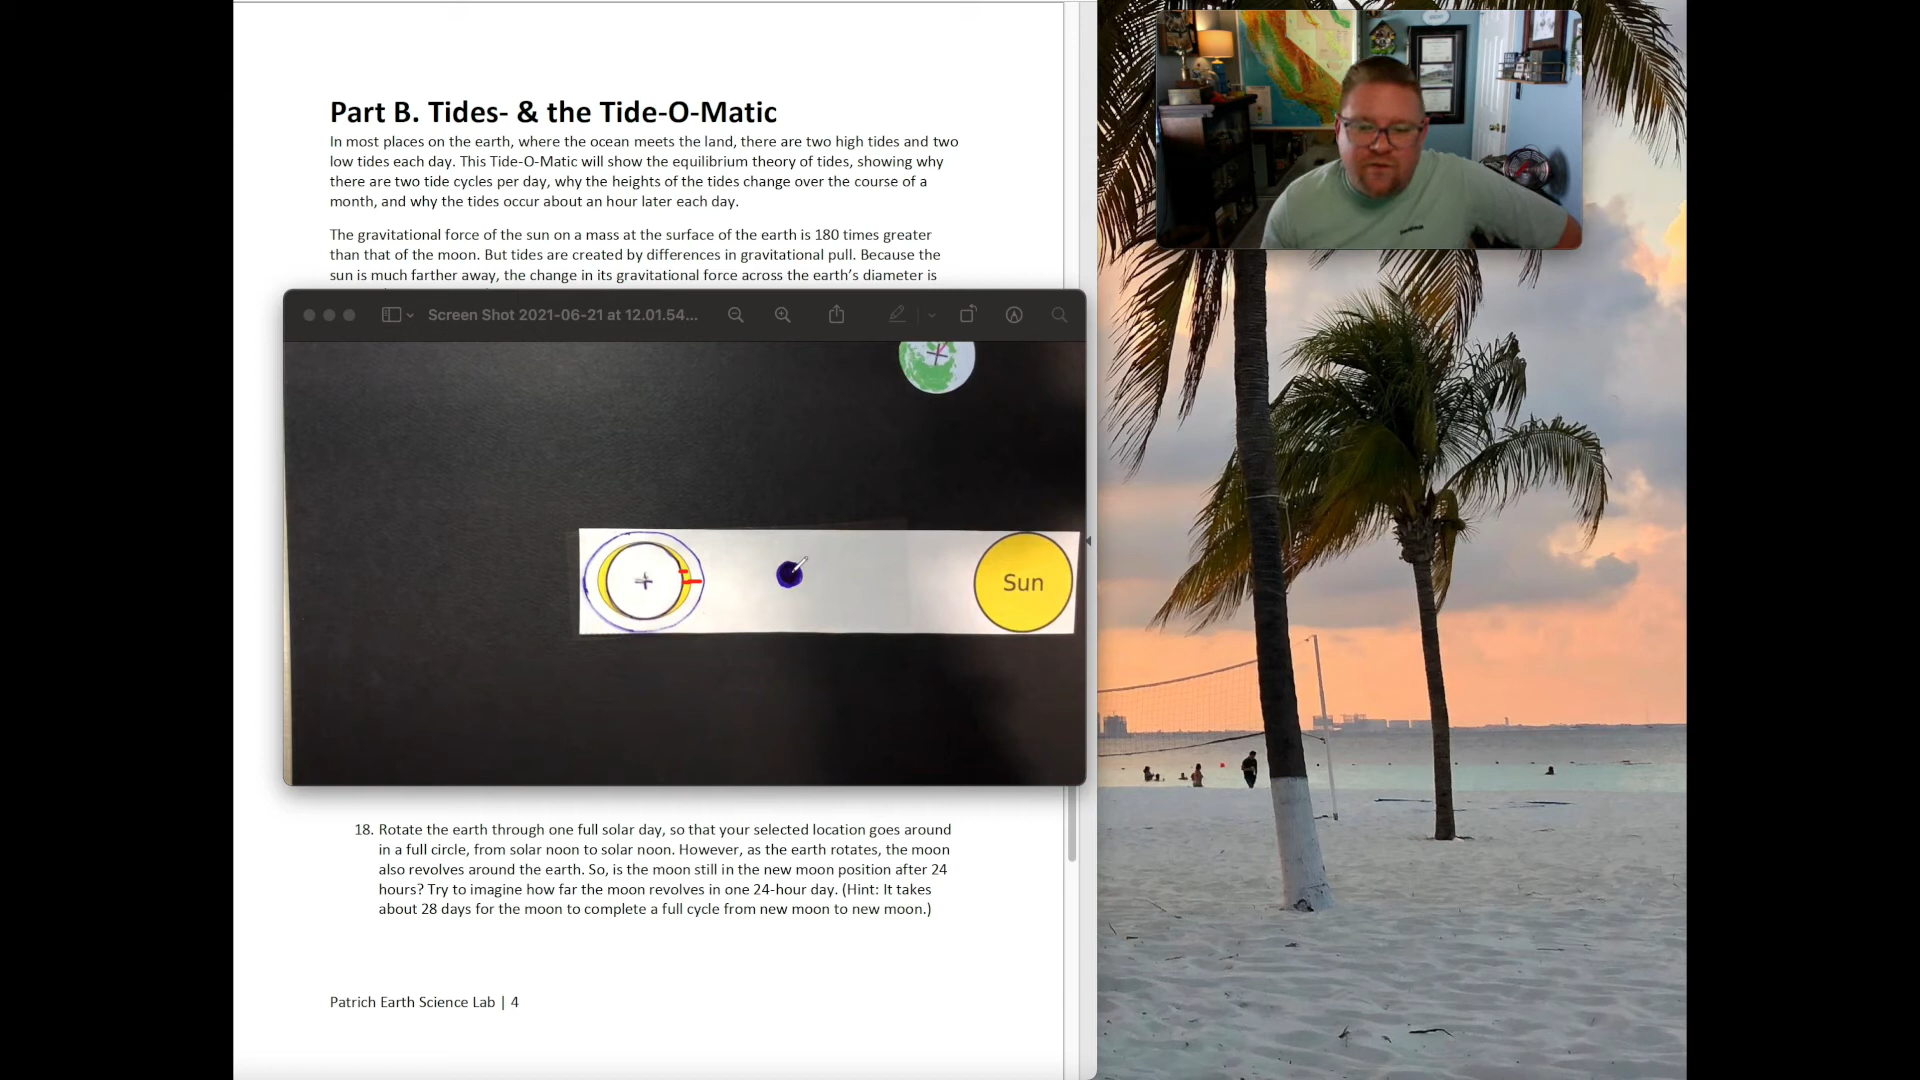 Part B. Tides- & the Tide-O-Matic
In most places on the earth, where the ocean meets the land, there are two high tides and two
low tides each day. This Tide-O-Matic will show the equilibrium theory of tides, showing why
there are two tide cycles per day, why the heights of the tides change over the course of a
month, and why the tides occur about an hour later each day.
The gravitational force of the sun on a mass at the surface of the earth is 180 times greater
than that of the moon. But tides are created by differences in gravitational pull. Because the
sun is much farther away, the change in its gravitational force across the earth’s diameter is
Screen Shot 2021-06-21 at 12.01.54...
Sun
18. Rotate the earth through one full solar day, so that your selected location goes around
in a full circle, from solar noon to solar noon. However, as the earth rotates, the moon
also revolves around the earth. So, is the moon still in the new moon position after 24
hours? Try to imagine how far the moon revolves in one 24-hour day. (Hint: It takes
about 28 days for the moon to complete a full cycle from new moon to new moon.)
Patrich Earth Science Lab | 4